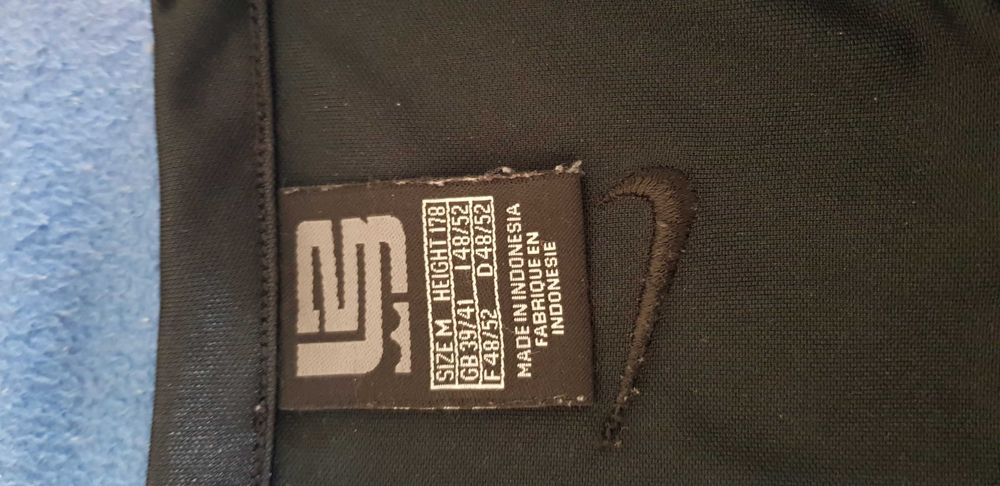 SIZE M HEIGHT 178
GB 39/41 I 48/52
F 48/52 D 48/52
MADE IN INDONESIA
FABRIQUE EN
INDONESIE